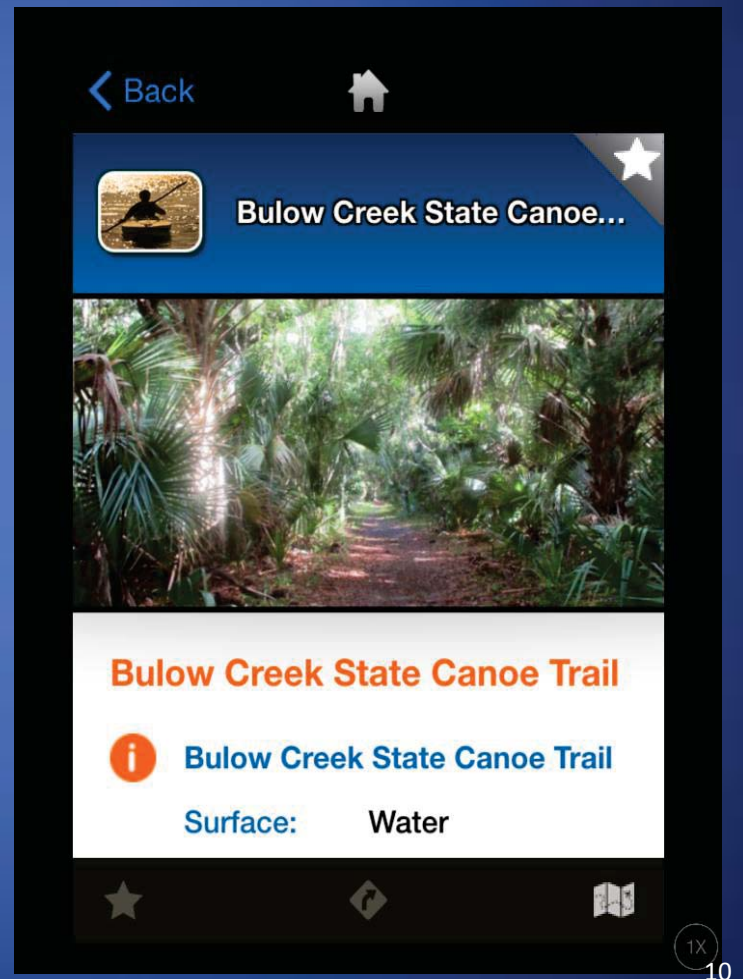 Back
Bulow Creek State Canoe...
Bulow Creek State Canoe Trail
i Bulow Creek State Canoe Trail
Surface: Water
1X
10